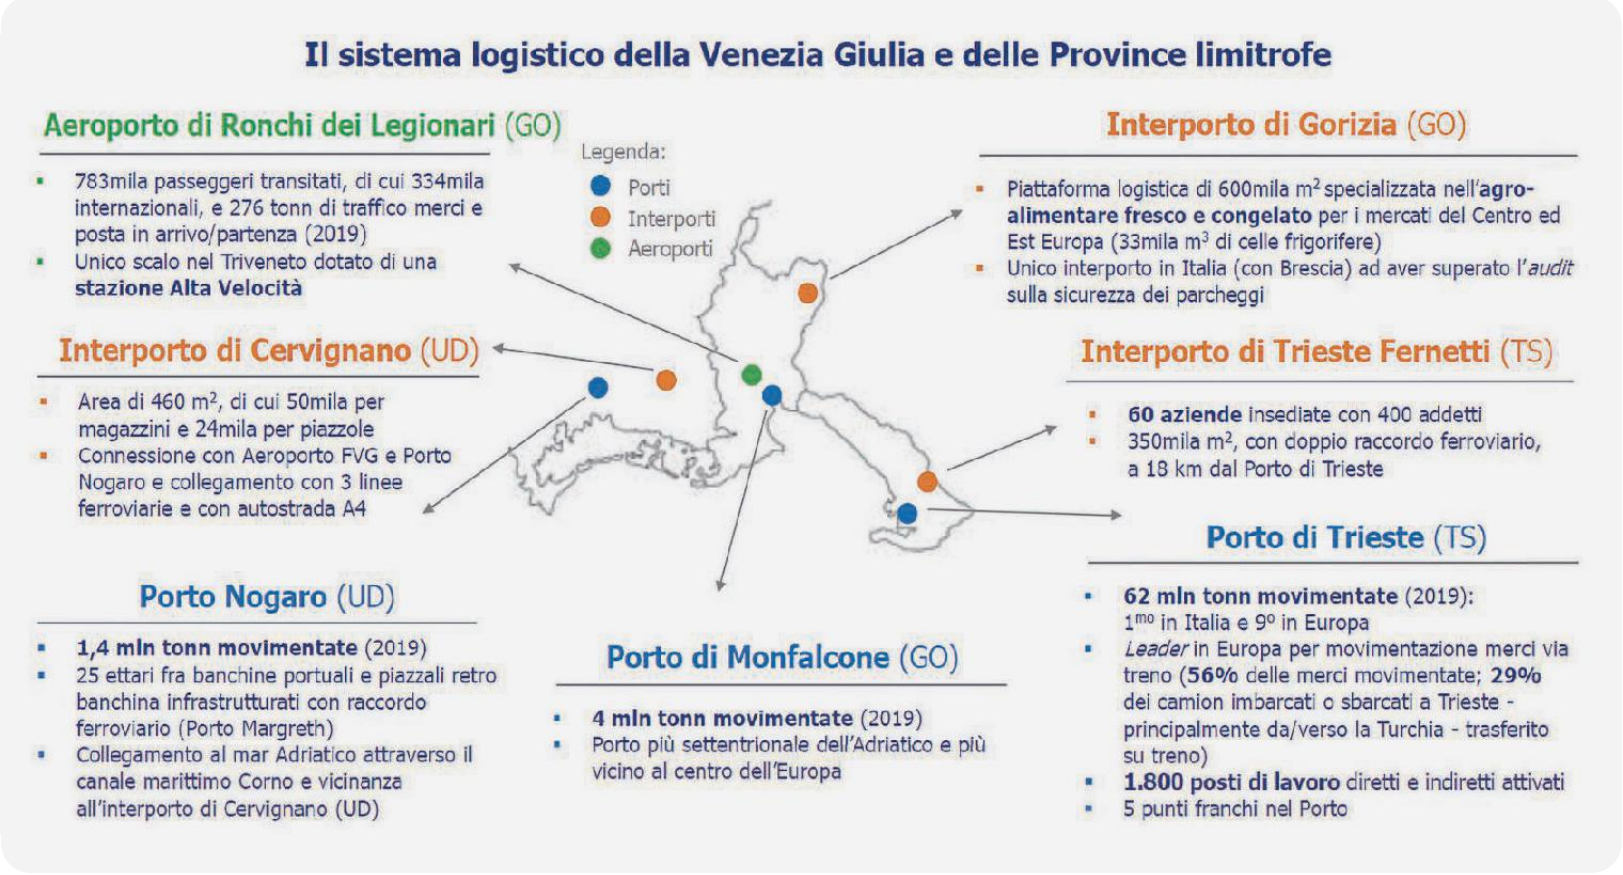 Il sistema logistico della Venezia Giulia e delle Province limitrofe
Aeroporto di Ronchi dei Legionari (GO)
783mila passeggeri transitati, di cui 334mila
internazionali, e 276 tonn di traffico merci e
posta in arrivo/partenza (2019)
Unico scalo nel Triveneto dotato di una
stazione Alta Velocità
Legenda:
Porti
Interporti
Aeroporti
Interporto di Gorizia (GO)
Piattaforma logistica di 600mila m² specializzata nell'agro-
alimentare fresco e congelato per i mercati del Centro ed
Est Europa (33mila m³ di celle frigorifere)
Unico interporto in Italia (con Brescia) ad aver superato l'audit
sulla sicurezza dei parcheggi
Interporto di Cervignano (UD)
Area di 460 m², di cui 50mila per
magazzini e 24mila per piazzole
Connessione con Aeroporto FVG e Porto
Nogaro e collegamento con 3 linee
ferroviarie e con autostrada A4
Interporto di Trieste Fernetti (TS)
60 aziende insediate con 400 addetti
350mila m², con doppio raccordo ferroviario,
a 18 km dal Porto di Trieste
Porto Nogaro (UD)
1,4 mln tonn movimentate (2019)
25 ettari fra banchine portuali e piazzali retro
banchina infrastrutturati con raccordo
ferroviario (Porto Margreth)
Collegamento al mar Adriatico attraverso il
canale marittimo Corno e vicinanza
all'interporto di Cervignano (UD)
Porto di Monfalcone (GO)
4 mln tonn movimentate (2019)
Porto più settentrionale dell'Adriatico e più
vicino al centro dell'Europa
Porto di Trieste (TS)
62 mln tonn movimentate (2019):
1ᵐᵒ in Italia e 9º in Europa
Leader in Europa per movimentazione merci via
treno (56% delle merci movimentate; 29%
dei camion imbarcati o sbarcati a Trieste -
principalmente da/verso la Turchia - trasferito
su treno)
1.800 posti di lavoro diretti e indiretti attivati
5 punti franchi nel Porto